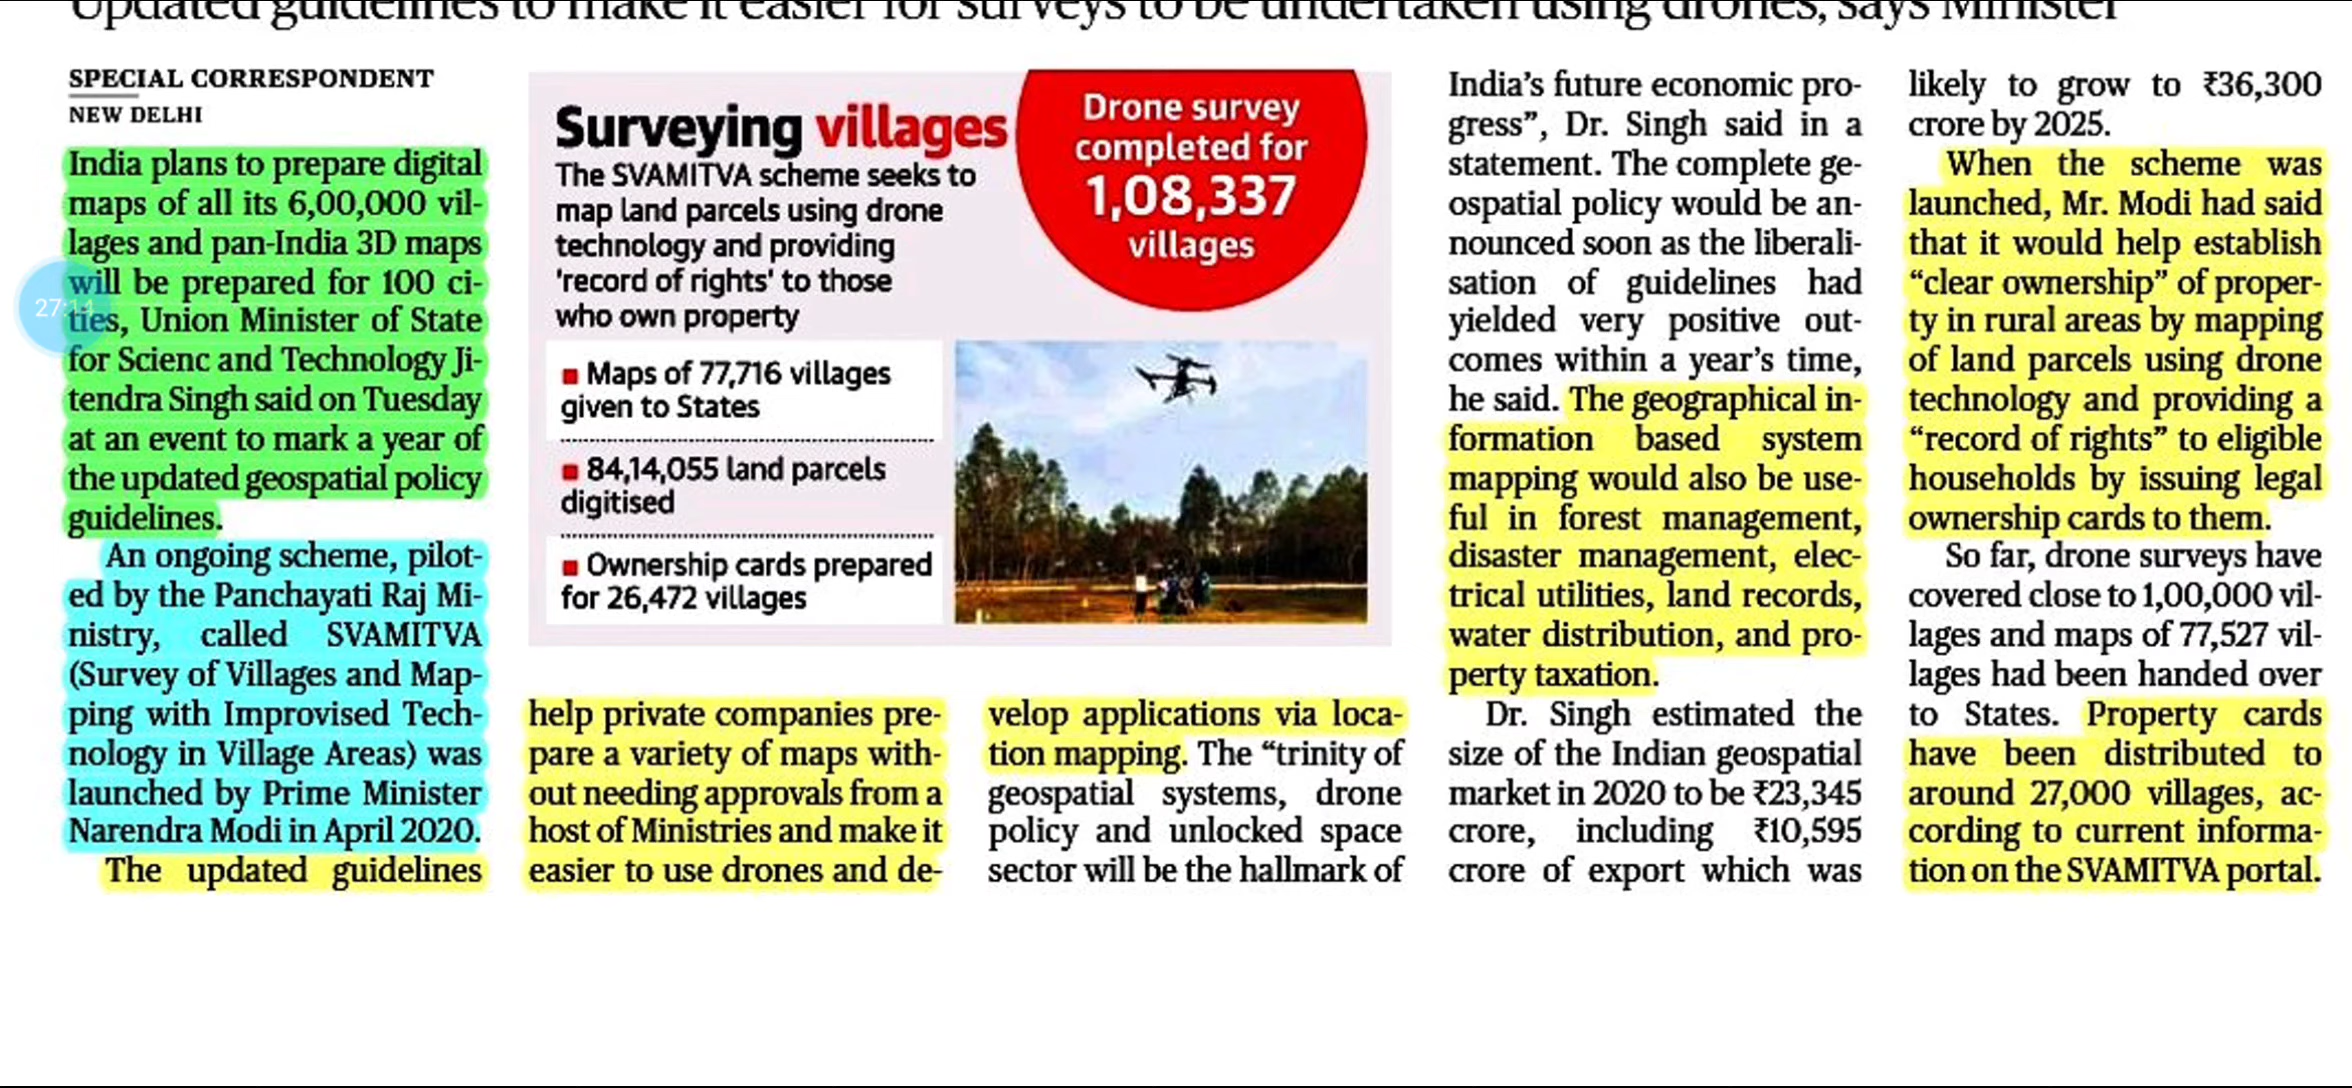 Updated guidelines to make it easier for surveys to be undertaken using drones, says Minister
SPECIAL CORRESPONDENT
NEW DELHI
India plans to prepare digital
maps of all its 6,00,000 vil-
lages and pan-India 3D maps
will be prepared for 100 ci-
ties, Union Minister of State
for Scienc and Technology Ji-
tendra Singh said on Tuesday
at an event to mark a year of
the updated geospatial policy
guidelines.
An ongoing scheme, pilot-
ed by the Panchayati Raj Mi-
nistry, called SVAMITVA
(Survey of Villages and Map-
ping with Improvised Tech-
nology in Village Areas) was
launched by Prime Minister
Narendra Modi in April 2020.
The updated guidelines
27:14
Surveying villages
The SVAMITVA scheme seeks to
map land parcels using drone
technology and providing
'record of rights' to those
who own property
Drone survey
completed for
1,08,337
villages
Maps of 77,716 villages
given to States
84,14,055 land parcels
digitised
Ownership cards prepared
for 26,472 villages
help private companies pre-
pare a variety of maps with-
out needing approvals from a
host of Ministries and make it
easier to use drones and de-
velop applications via loca-
tion mapping. The “trinity of
geospatial systems, drone
policy and unlocked space
sector will be the hallmark of
India’s future economic pro-
gress”, Dr. Singh said in a
statement. The complete ge-
ospatial policy would be an-
nounced soon as the liberali-
sation of guidelines had
yielded very positive out-
comes within a year’s time,
he said. The geographical in-
formation based system
mapping would also be use-
ful in forest management,
disaster management, elec-
trical utilities, land records,
water distribution, and pro-
perty taxation.
Dr. Singh estimated the
size of the Indian geospatial
market in 2020 to be ₹23,345
crore, including ₹10,595
crore of export which was
likely to grow to ₹36,300
crore by 2025.
When the scheme was
launched, Mr. Modi had said
that it would help establish
“clear ownership” of proper-
ty in rural areas by mapping
of land parcels using drone
technology and providing a
“record of rights” to eligible
households by issuing legal
ownership cards to them.
So far, drone surveys have
covered close to 1,00,000 vil-
lages and maps of 77,527 vil-
lages had been handed over
to States. Property cards
have been distributed to
around 27,000 villages, ac-
cording to current informa-
tion on the SVAMITVA portal.